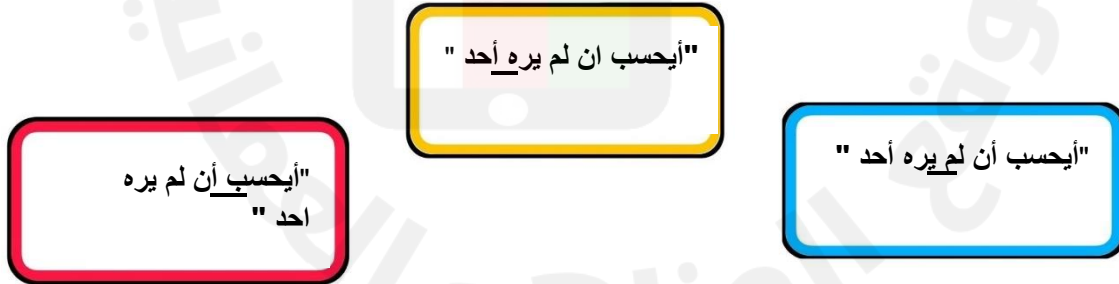 "أيحسب ان لم يره أحد "
"أيحسب أن لم يره أحد "
"أيحسب أن لم يره
احد "